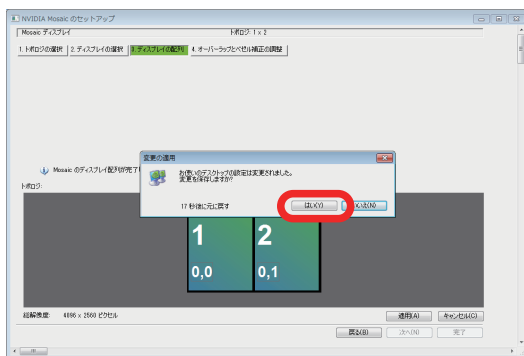 NVIDIA Mosaic のセットアップ
Mosaic ディスプレイ
トポロジ: 1 x 2
1. トポロジの選択
2. ディスプレイの選択
3. ディスプレイの配列
4. オーバーラップとベゼル補正の調整
Mosaic のディスプレイ配列が完了
変更の適用
お使いのデスクトップの設定は変更されました。
変更を保存しますか?
17 秒後に元に戻す
はい(Y)
いいえ(N)
トポロジ:
1
2
0,0
0,1
総解像度: 4096 x 2560 ピクセル
適用(A)
キャンセル(C)
戻る(B)
次へ(N)
完了